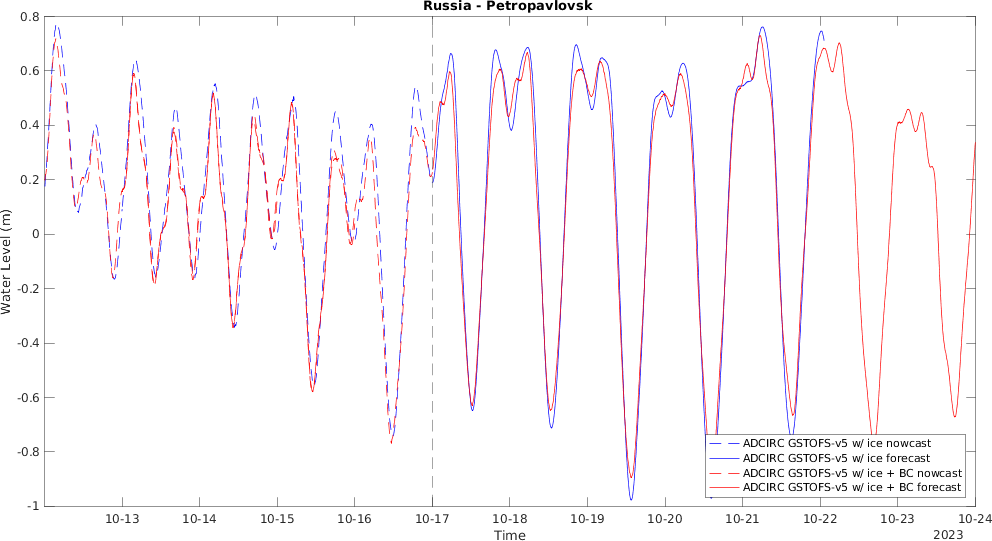 Russia - Petropavlovsk
0.8
0.6
0.4
0.2
0
-0.2
-0.4
-0.6
-0.8
-1
Water Level (m)
ADCIRC GSTOFS-v5 w/ ice nowcast
ADCIRC GSTOFS-v5 w/ ice forecast
ADCIRC GSTOFS-v5 w/ ice + BC nowcast
ADCIRC GSTOFS-v5 w/ ice + BC forecast
10-13 10-14 10-15 10-16 10-17 10-18 10-19 10-20 10-21 10-22 10-23 10-24
Time
2023